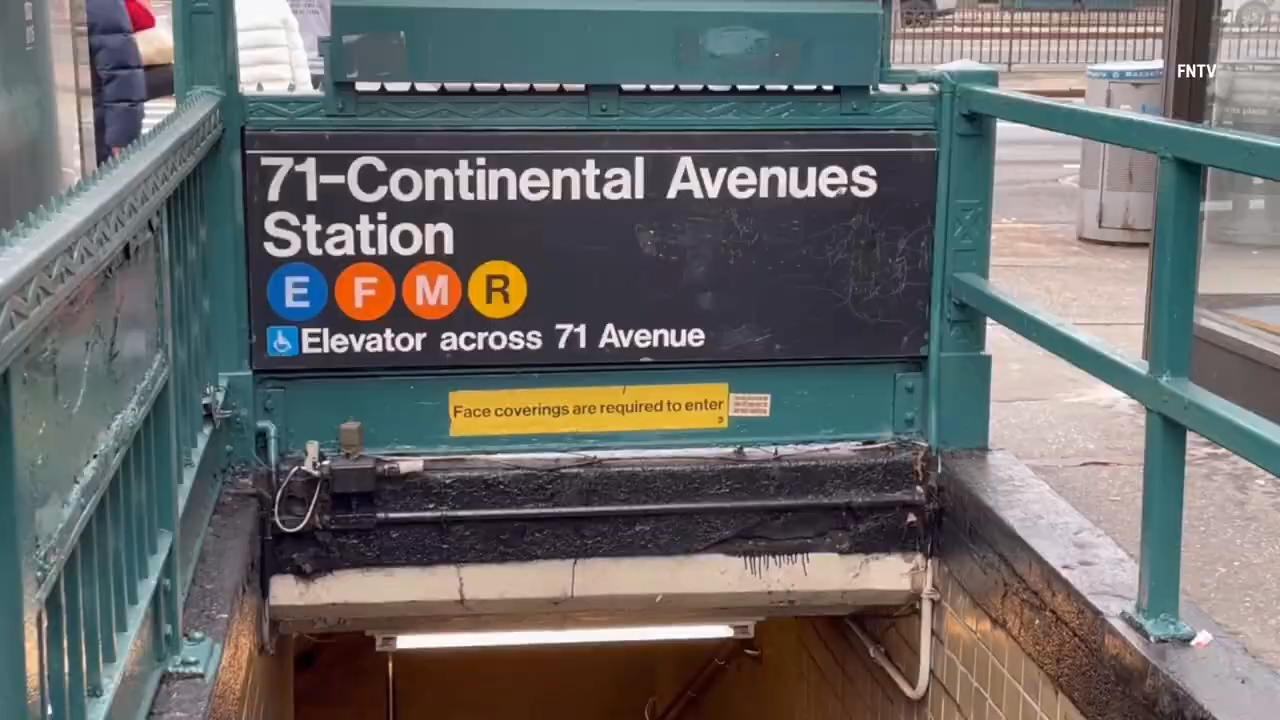 FNTV
71-Continental Avenues
Station
E F M R
Elevator across 71 Avenue
Face coverings are required to enter